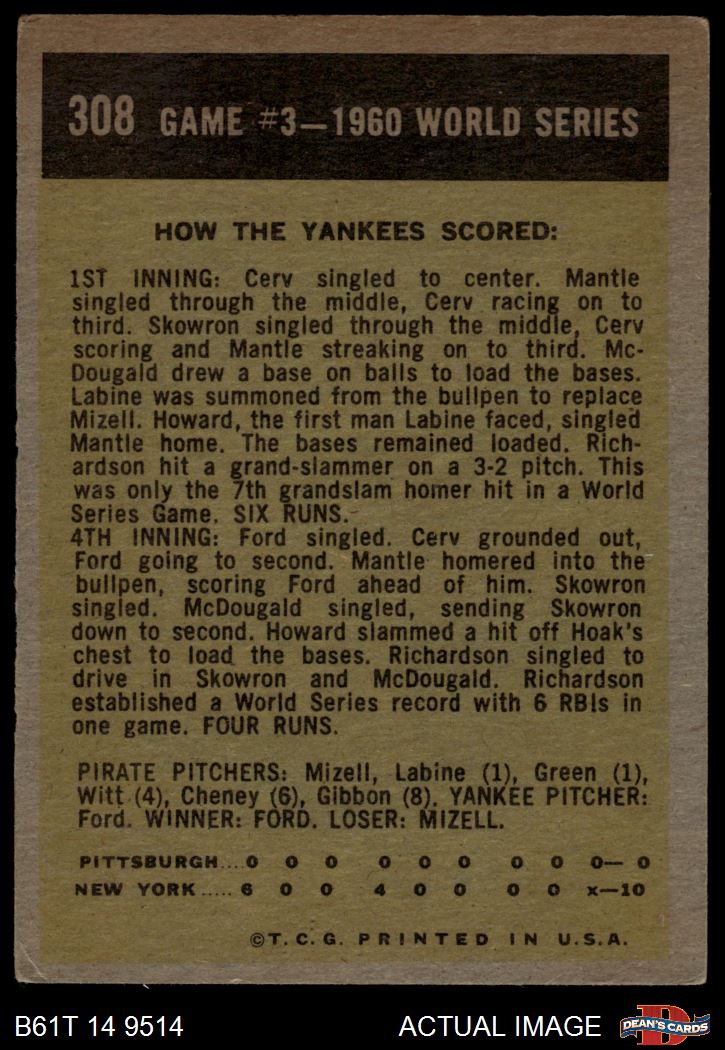 308 GAME #3—1960 WORLD SERIES
HOW THE YANKEES SCORED:
1ST INNING: Cerv singled to center. Mantle
singled through the middle, Cerv racing on to
third. Skowron singled through the middle, Cerv
scoring and Mantle streaking on to third. Mc-
Dougald drew a base on balls to load the bases.
Labine was summoned from the bullpen to replace
Mizell. Howard, the first man Labine faced, singled
Mantle home. The bases remained loaded. Rich-
ardson hit a grand-slammer on a 3-2 pitch. This
was only the 7th grandslam homer hit in a World
Series Game. SIX RUNS.
4TH INNING: Ford singled. Cerv grounded out,
Ford going to second. Mantle homered into the
bullpen, scoring Ford ahead of him. Skowron
singled. McDougald singled, sending Skowron
down to second. Howard slammed a hit off Hoak's
chest to load the bases. Richardson singled to
drive in Skowron and McDougald. Richardson
established a World Series record with 6 RBIs in
one game. FOUR RUNS.
PIRATE PITCHERS: Mizell, Labine (1), Green (1),
Witt (4), Cheney (6), Gibbon (8). YANKEE PITCHER:
Ford. WINNER: FORD. LOSER: MIZELL.
PITTSBURGH... 0 0 0 0 0 0 0 0 0— 0
NEW YORK..... 6 0 0 4 0 0 0 0 x—10
©T.C.G. PRINTED IN U.S.A.
B61T 14 9514 ACTUAL IMAGE DEAN'S CARDS